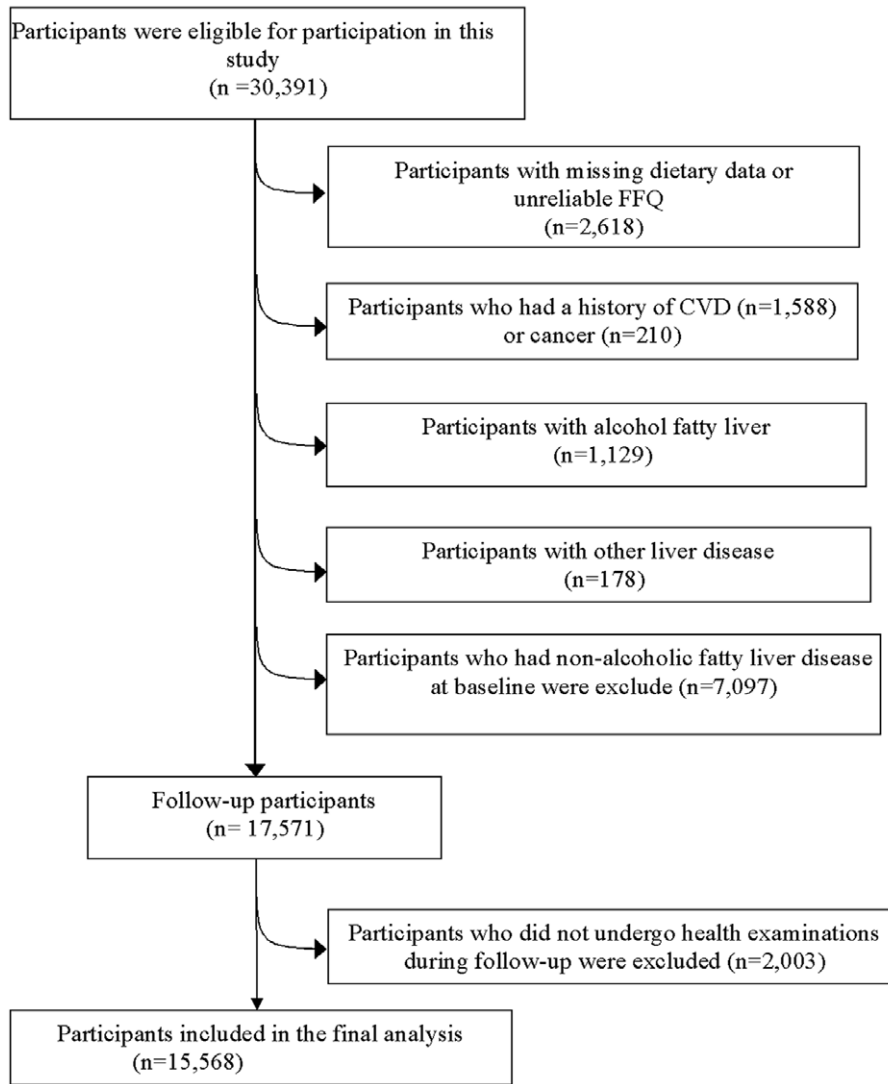 Participants were eligible for participation in this
study
(n =30,391)
Participants with missing dietary data or
unreliable FFQ
(n=2,618)
Participants who had a history of CVD (n=1,588)
or cancer (n=210)
Participants with alcohol fatty liver
(n=1,129)
Participants with other liver disease
(n=178)
Participants who had non-alcoholic fatty liver disease
at baseline were exclude (n=7,097)
Follow-up participants
(n= 17,571)
Participants who did not undergo health examinations
during follow-up were excluded (n=2,003)
Participants included in the final analysis
(n=15,568)